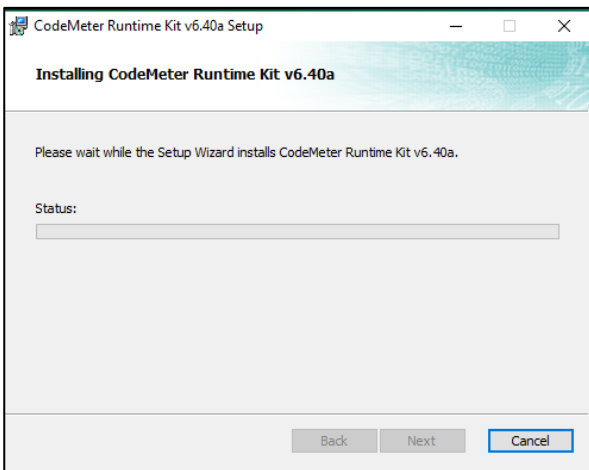 CodeMeter Runtime Kit v6.40a Setup
Installing CodeMeter Runtime Kit v6.40a
Please wait while the Setup Wizard installs CodeMeter Runtime Kit v6.40a.
Status:
Back Next Cancel